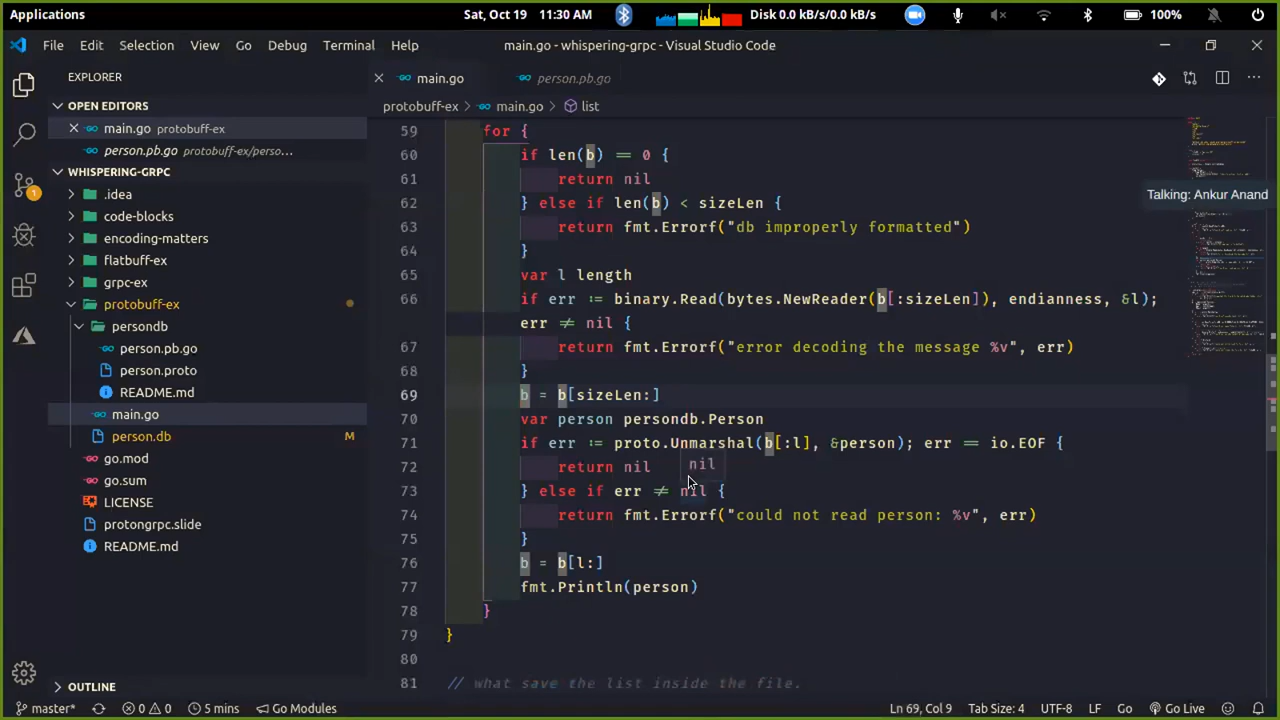 Applications
Sat, Oct 19 11:30 AM
Disk 0.0 kB/s/0.0 kB/s
100%
File Edit Selection View Go Debug Terminal Help
main.go - whispering-grpc - Visual Studio Code
EXPLORER
OPEN EDITORS
main.go protobuff-ex
person.pb.go protobuff-ex/perso...
WHISPERING-GRPC
.idea
code-blocks
encoding-matters
flatbuff-ex
grpc-ex
protobuff-ex
persondb
person.pb.go
person.proto
README.md
main.go
person.db M
go.mod
go.sum
LICENSE
protongrpc.slide
README.md
OUTLINE
1
main.go
person.pb.go
protobuff-ex > main.go > list
59 for {
60 if len(b) == 0 {
61 return nil
62 } else if len(b) < sizeLen {
63 return fmt.Errorf("db improperly formatted")
64 }
65 var l length
66 if err := binary.Read(bytes.NewReader(b[:sizeLen]), endianness, &l);
err ≠ nil {
67 return fmt.Errorf("error decoding the message %v", err)
68 }
69 b = b[sizeLen:]
70 var person persondb.Person
71 if err := proto.Unmarshal(b[:l], &person); err == io.EOF {
72 return nil
nil
73 } else if err ≠ nil {
74 return fmt.Errorf("could not read person: %v", err)
75 }
76 b = b[l:]
77 fmt.Println(person)
78 }
79 }
80
81 // what save the list inside the file.
Talking: Ankur Anand
master* 0 0 5 mins Go Modules
Ln 69, Col 9 Tab Size: 4 UTF-8 LF Go Go Live